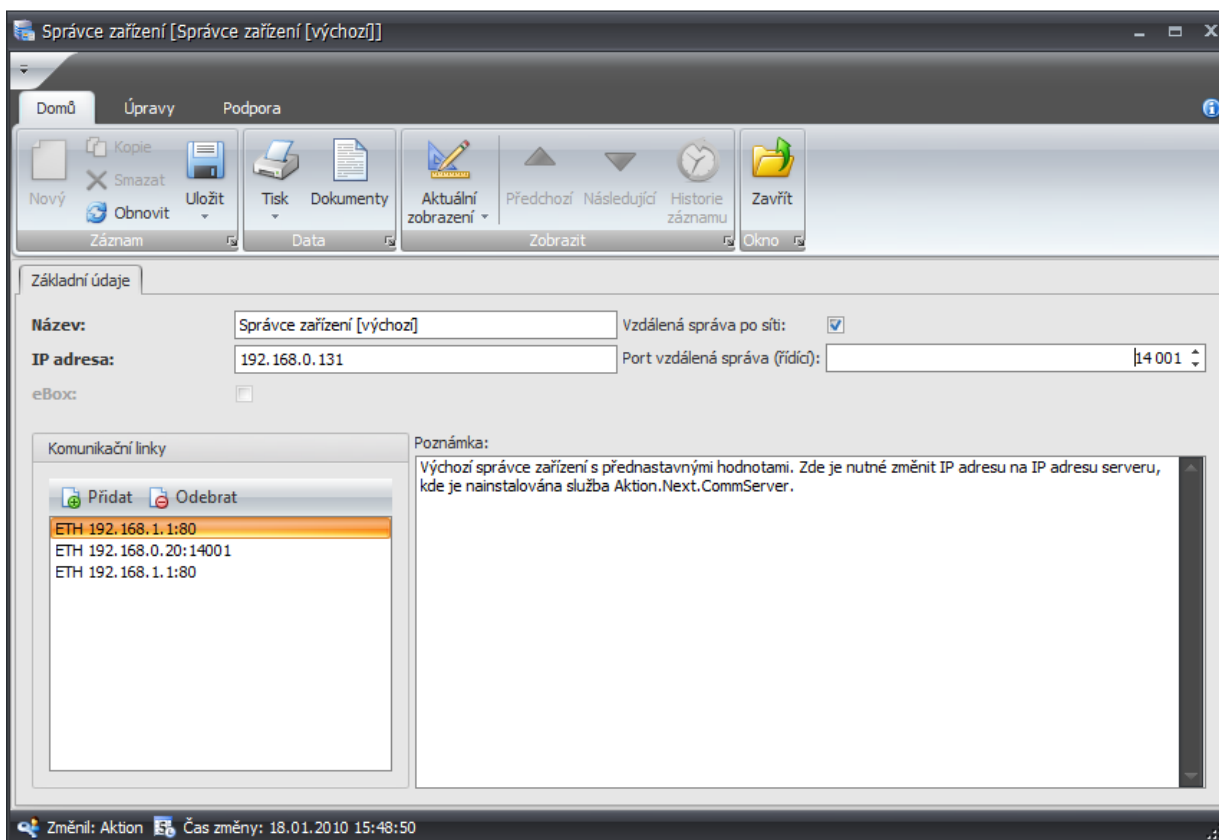 Správce zařízení [Správce zařízení [výchozí]]
Domů Úpravy Podpora
Nový
Kopie
Smazat
Obnovit
Uložit
Záznam
Tisk
Dokumenty
Data
Aktuální
zobrazení
Předchozí
Následující
Historie
záznamu
Zobrazit
Zavřít
Okno
Základní údaje
Název: Správce zařízení [výchozí] Vzdálená správa po síti:
IP adresa: 192.168.0.131 Port vzdálená správa (řídící): 14 001
eBox:
Komunikační linky
Přidat Odebrat
ETH 192.168.1.1:80
ETH 192.168.0.20:14001
ETH 192.168.1.1:80
Poznámka:
Výchozí správce zařízení s přednastavnými hodnotami. Zde je nutné změnit IP adresu na IP adresu serveru,
kde je nainstalována služba Aktion.Next.CommServer.
Změnil: Aktion Čas změny: 18.01.2010 15:48:50